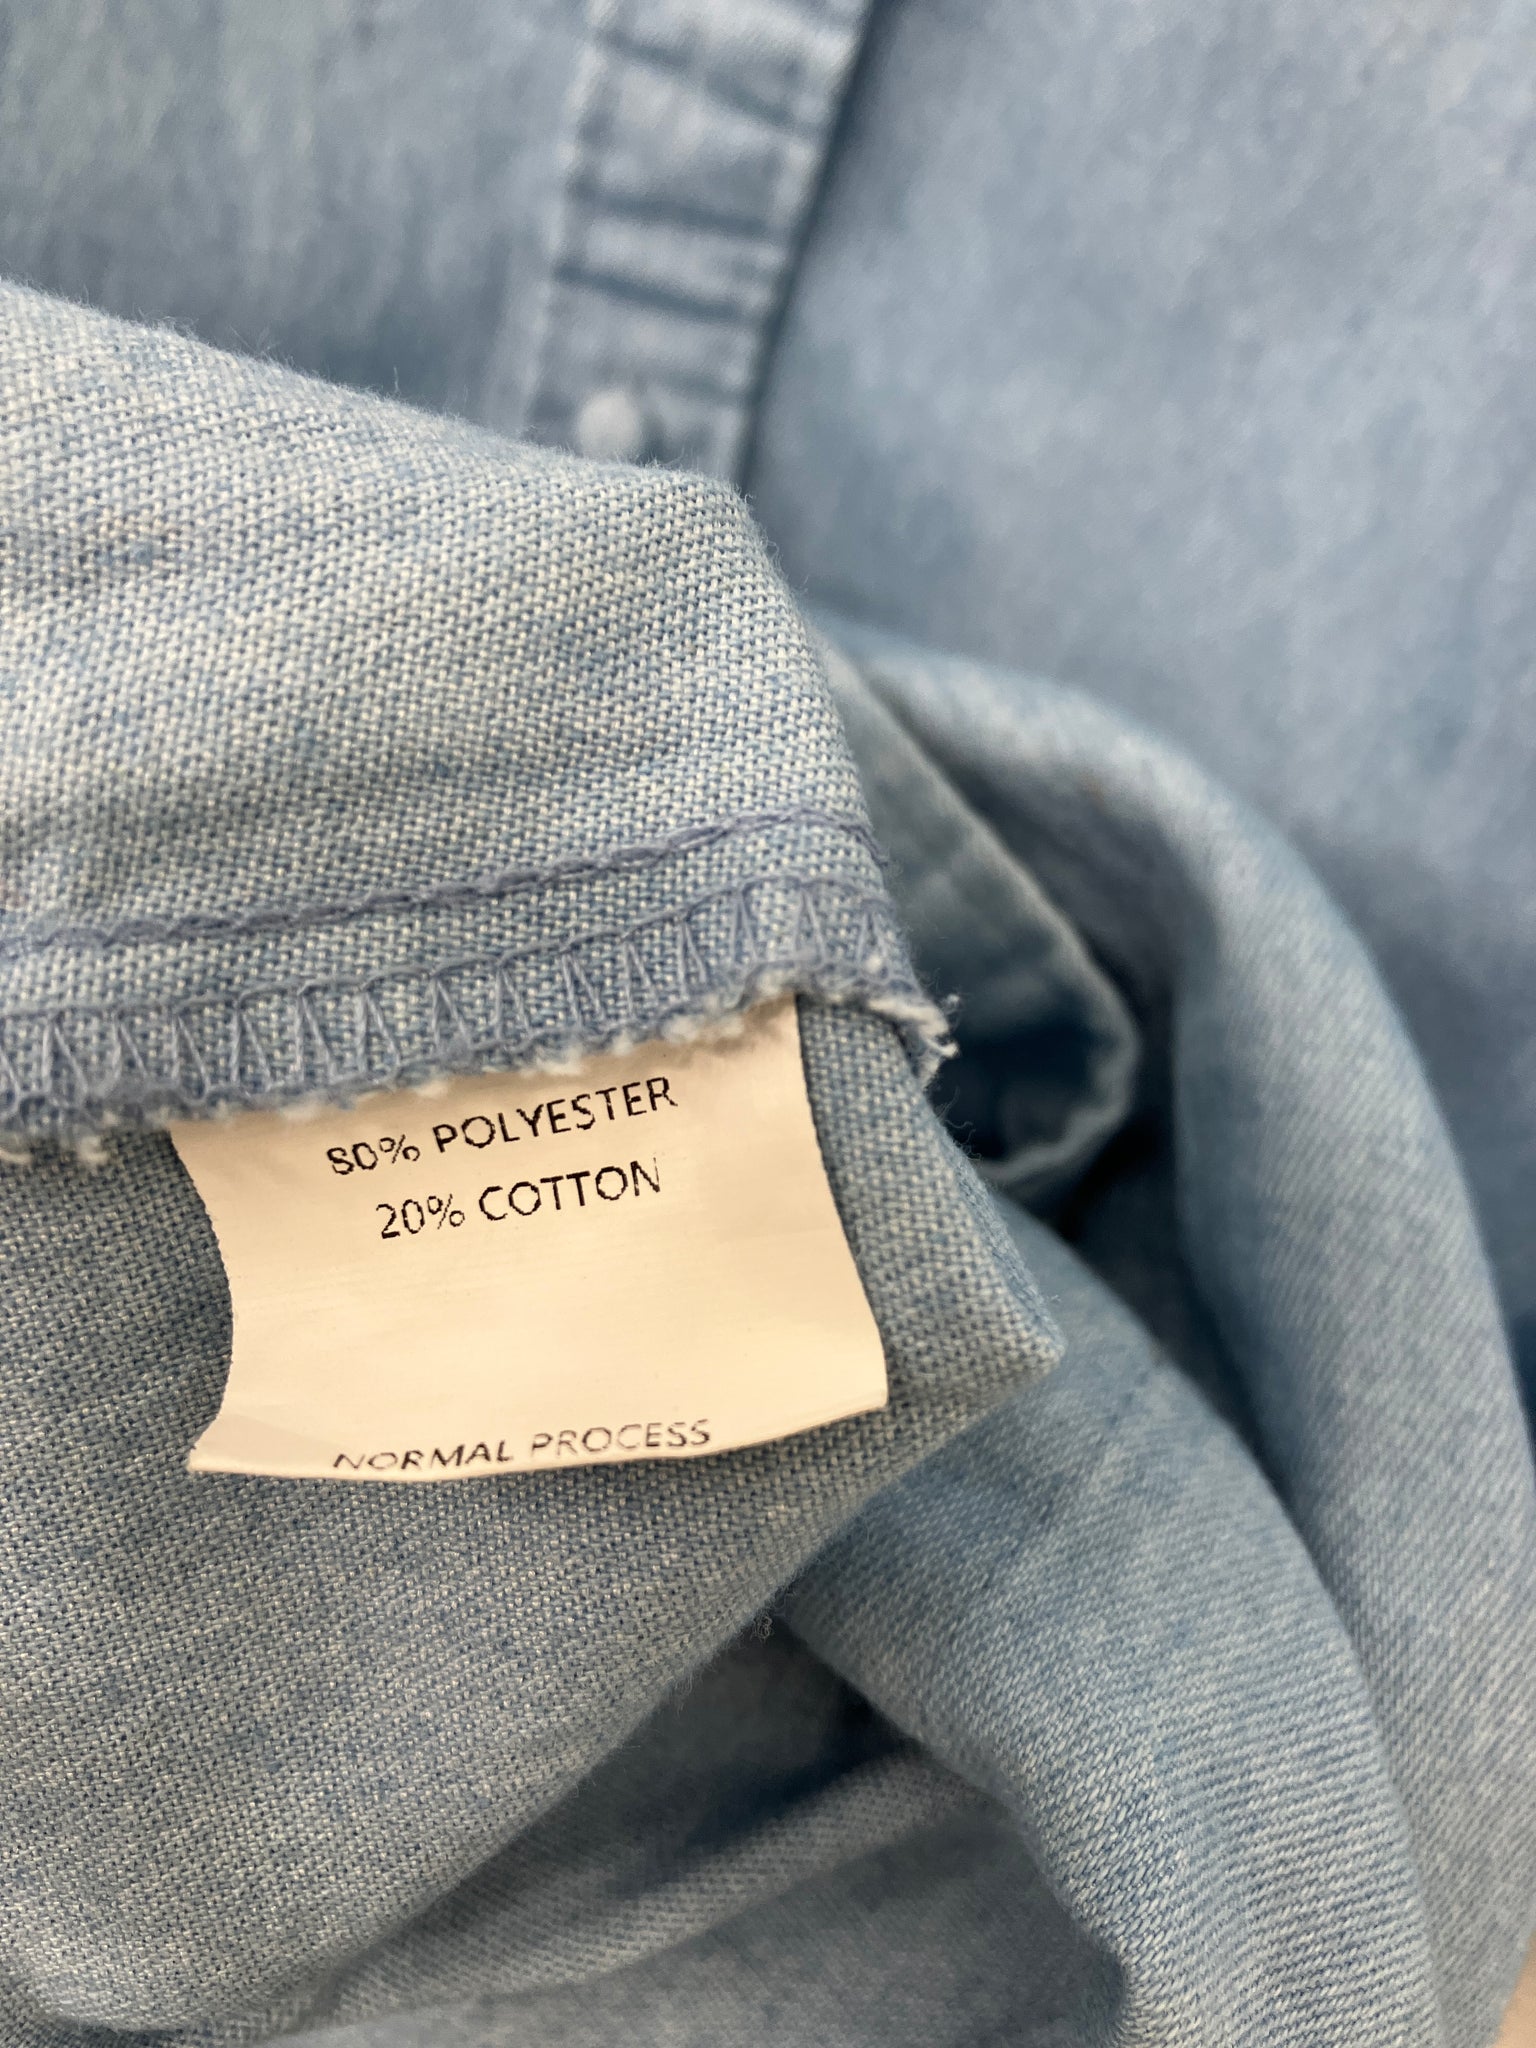 80% POLYESTER
20% COTTON
NORMAL PROCESS